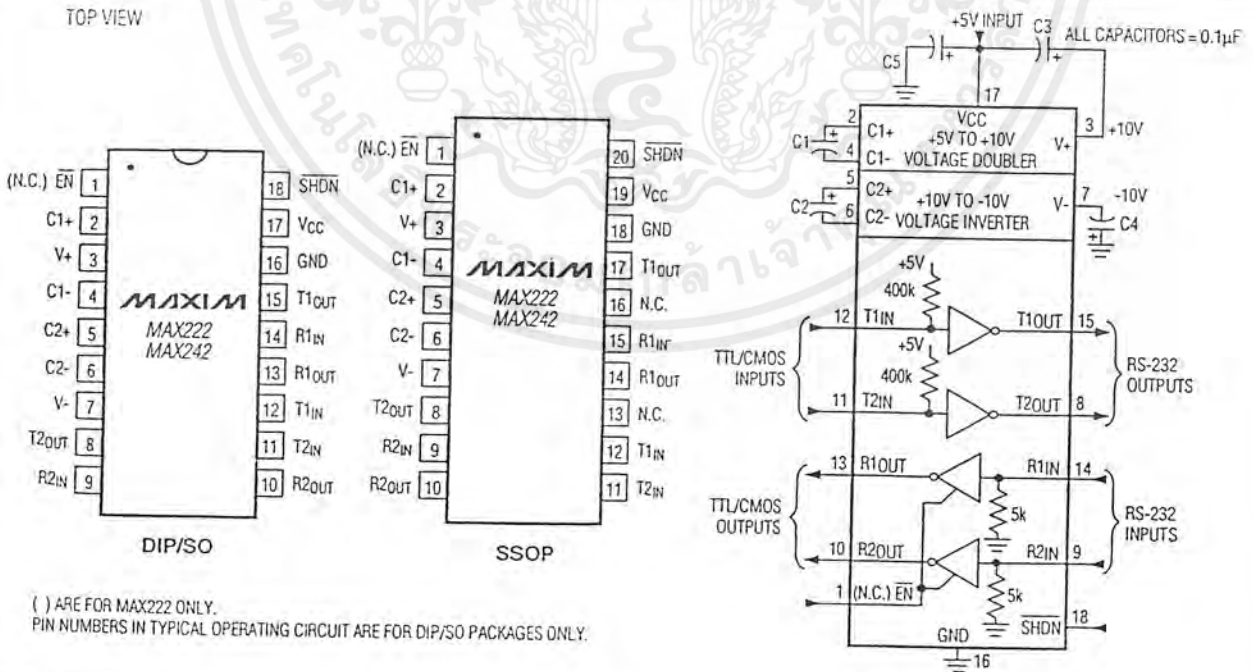 TOP VIEW
(N.C.) EN 1
C1+ 2
V+ 3
C1- 4
C2+ 5
C2- 6
V- 7
T2OUT 8
R2IN 9
18 SHDN
17 VCC
16 GND
15 T1OUT
14 R1IN
13 R1OUT
12 T1IN
11 T2IN
10 R2OUT
MAXIM
MAX222
MAX242
DIP/SO
(N.C.) EN 1
C1+ 2
V+ 3
C1- 4
C2+ 5
C2- 6
V- 7
T2OUT 8
R2IN 9
R2OUT 10
20 SHDN
19 VCC
18 GND
17 T1OUT
16 N.C.
15 R1IN
14 R1OUT
13 N.C.
12 T1IN
11 T2IN
MAXIM
MAX222
MAX242
SSOP
+5V INPUT
C3
ALL CAPACITORS = 0.1µF
C5
17
VCC
2 C1+
C1
4 C1-
+5V TO +10V
VOLTAGE DOUBLER
V+ 3 +10V
5 C2+
C2
6 C2-
+10V TO -10V
VOLTAGE INVERTER
V- 7 -10V
C4
+5V
400k
12 T1IN
T1OUT 15
TTL/CMOS
INPUTS
+5V
400k
RS-232
OUTPUTS
11 T2IN
T2OUT 8
13 R1OUT
R1IN 14
TTL/CMOS
OUTPUTS
5k
RS-232
INPUTS
10 R2OUT
R2IN 9
1 (N.C.) EN
5k
SHDN 18
GND
16
( ) ARE FOR MAX222 ONLY.
PIN NUMBERS IN TYPICAL OPERATING CIRCUIT ARE FOR DIP/SO PACKAGES ONLY.